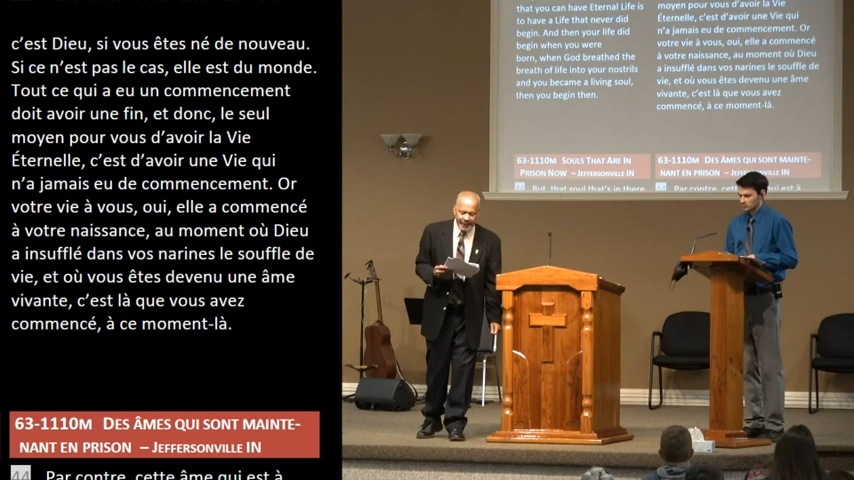 c’est Dieu, si vous êtes né de nouveau.
Si ce n’est pas le cas, elle est du monde.
Tout ce qui a eu un commencement
doit avoir une fin, et donc, le seul
moyen pour vous d’avoir la Vie
Éternelle, c’est d’avoir une Vie qui
n’a jamais eu de commencement. Or
votre vie à vous, oui, elle a commencé
à votre naissance, au moment où Dieu
a insufflé dans vos narines le souffle de
vie, et où vous êtes devenu une âme
vivante, c’est là que vous avez
commencé, à ce moment-là.
63-1110M DES ÂMES QUI SONT MAINTE-
NANT EN PRISON – JEFFERSONVILLE IN
44 Par contre, cette âme qui est à
that you can have Eternal Life is
to have a Life that never did
begin. And then your life did
begin when you were
born, when God breathed the
breath of life into your nostrils
and you became a living soul,
then you begin then.
63-1110M SOULS THAT ARE IN
PRISON NOW – JEFFERSONVILLE IN
But, that soul that's in there
moyen pour vous d’avoir la Vie
Éternelle, c’est d’avoir une Vie qui
n’a jamais eu de commencement. Or
votre vie à vous, oui, elle a commencé
à votre naissance, au moment où Dieu
a insufflé dans vos narines le souffle de
vie, et où vous êtes devenu une âme
vivante, c’est là que vous avez
commencé, à ce moment-là.
63-1110M DES ÂMES QUI SONT MAINTE-
NANT EN PRISON – JEFFERSONVILLE IN
Par contre, cette âme qui est à